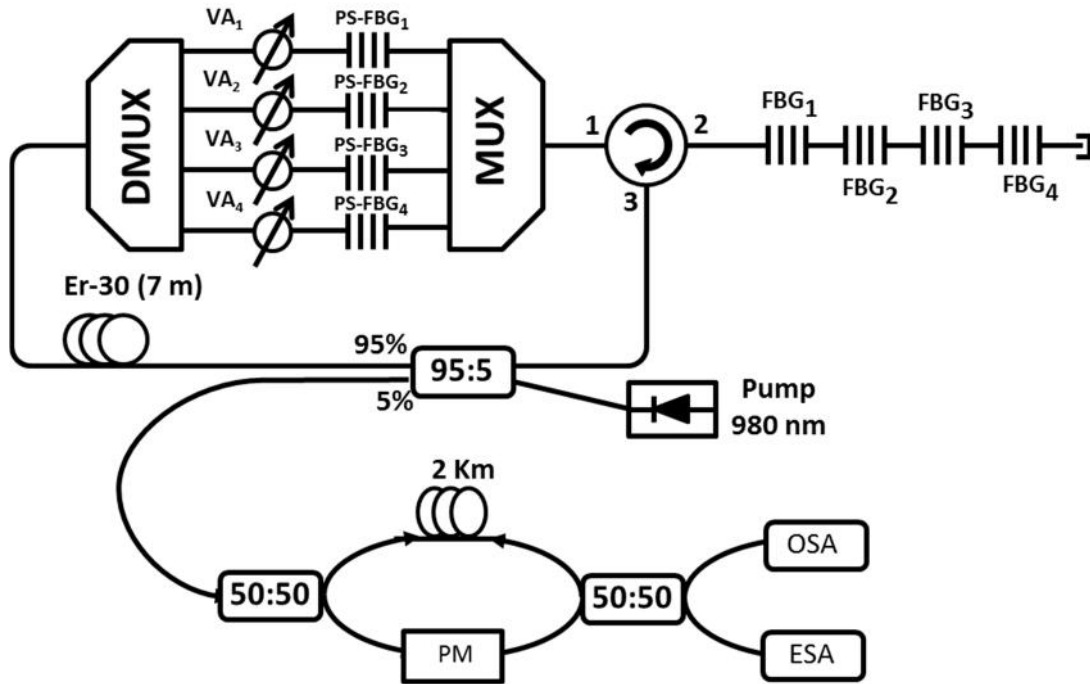 VA₁
PS-FBG₁
VA₂
PS-FBG₂
VA₃
PS-FBG₃
VA₄
PS-FBG₄
DMUX
MUX
1
2
3
FBG₁
FBG₂
FBG₃
FBG₄
Er-30 (7 m)
95%
95:5
5%
Pump
980 nm
2 Km
50:50
PM
50:50
OSA
ESA